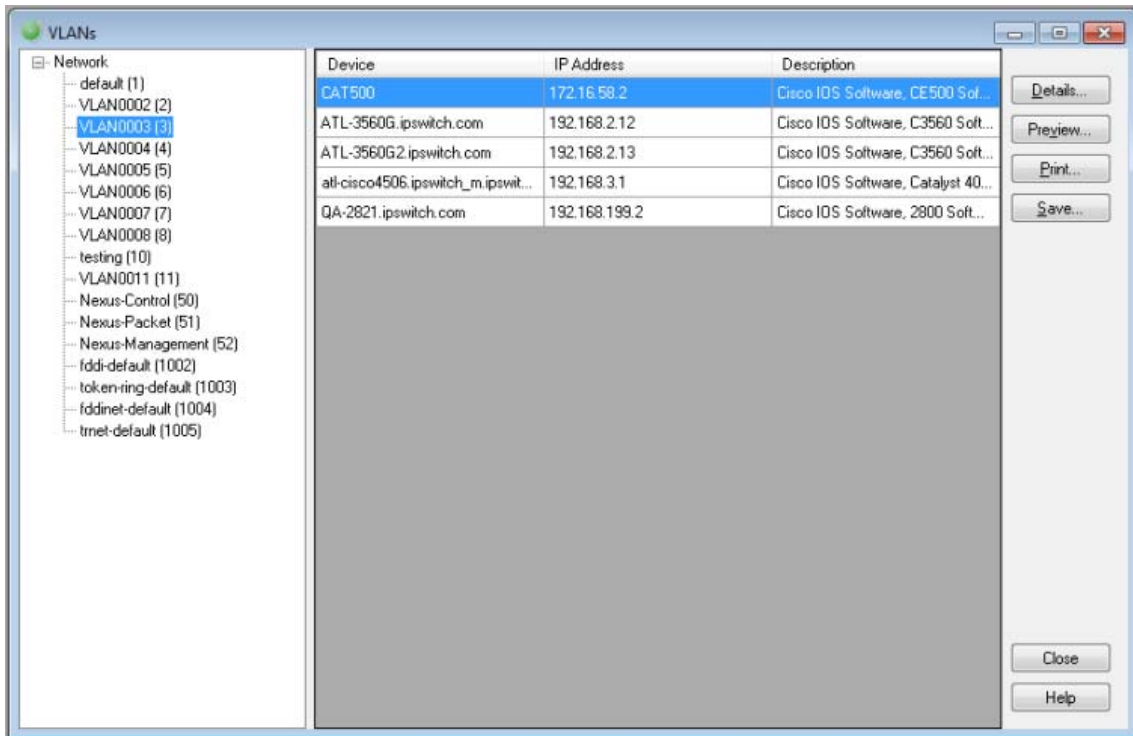 VLANs
Network
default (1)
VLAN0002 (2)
VLAN0003 (3)
VLAN0004 (4)
VLAN0005 (5)
VLAN0006 (6)
VLAN0007 (7)
VLAN0008 (8)
testing (10)
VLAN0011 (11)
Nexus-Control (50)
Nexus-Packet (51)
Nexus-Management (52)
fddi-default (1002)
token-ring-default (1003)
fddinet-default (1004)
trnet-default (1005)
Device IP Address Description
CAT500 172.16.58.2 Cisco IOS Software, CE500 Sof...
ATL-3560G.ipswitch.com 192.168.2.12 Cisco IOS Software, C3560 Soft...
ATL-3560G2.ipswitch.com 192.168.2.13 Cisco IOS Software, C3560 Soft...
atl-cisco4506.ipswitch_m.ipswit... 192.168.3.1 Cisco IOS Software, Catalyst 40...
QA-2821.ipswitch.com 192.168.199.2 Cisco IOS Software, 2800 Soft...
Details...
Preview...
Print...
Save...
Close
Help